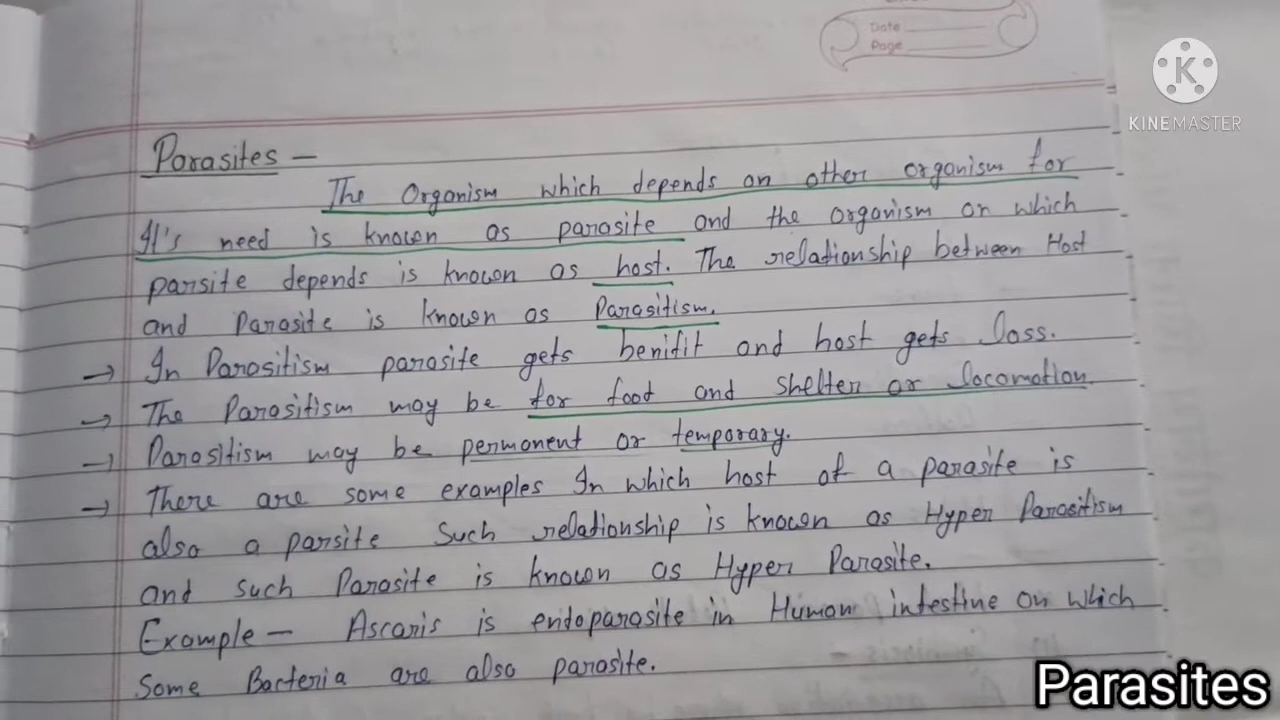 Date
Page
KINEMASTER
Parasites –
The Organism which depends on other organism for
It's need is known as parasite and the organism on which
parsite depends is known as host. The relationship between Host
and Parasite is known as Parasitism.
→ In Parasitism parasite gets benifit and host gets loss.
→ The Parasitism may be for food and shelter or locomotion.
→ Parasitism may be permanent or temporary.
→ There are some examples In which host of a parasite is
also a parsite Such relationship is known as Hyper Parasitism
and such Parasite is known as Hyper Parasite.
Example – Ascaris is endoparasite in Human intestine on which
Some Bacteria are also parasite.
Parasites